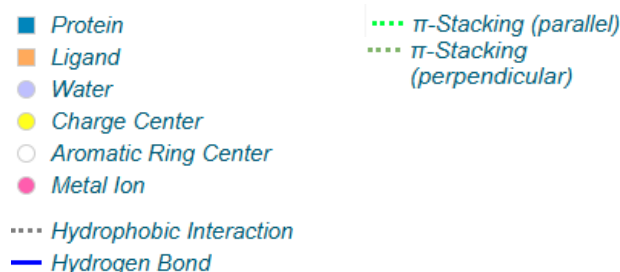 Protein
Ligand
Water
Charge Center
Aromatic Ring Center
Metal Ion
Hydrophobic Interaction
Hydrogen Bond
π-Stacking (parallel)
π-Stacking
(perpendicular)